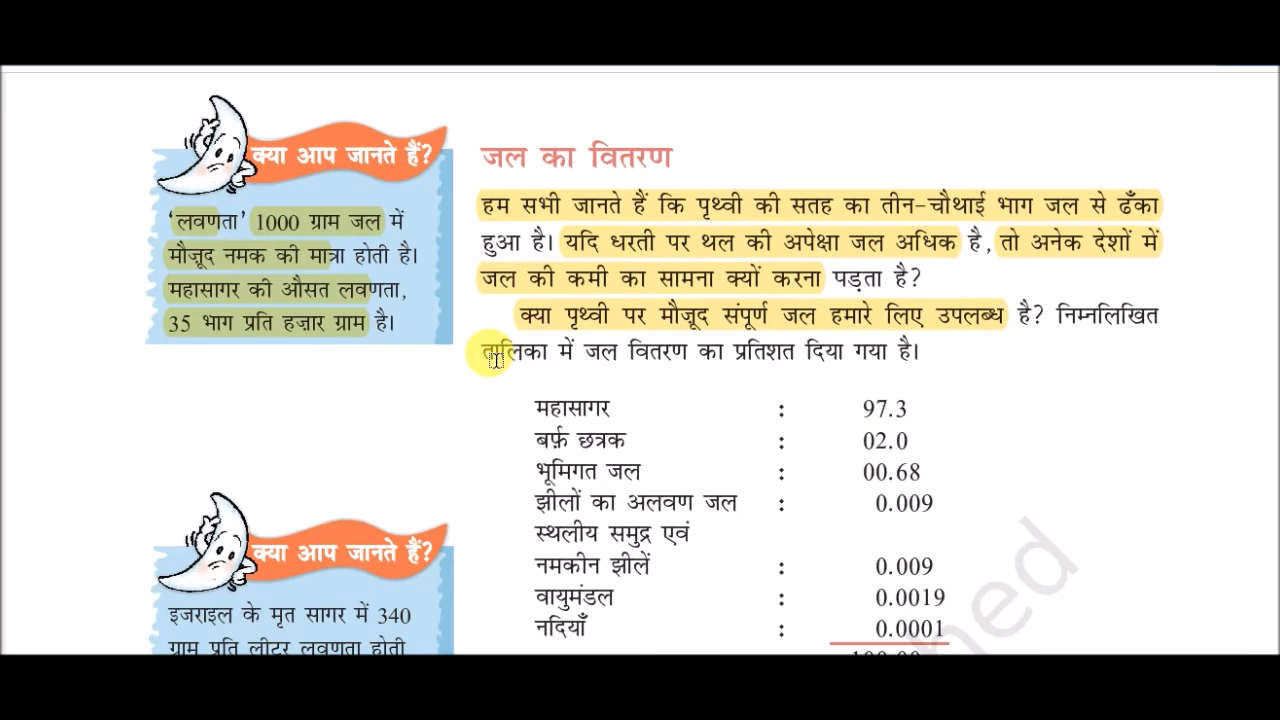 क्या आप जानते हैं?
'लवणता' 1000 ग्राम जल में
मौजूद नमक की मात्रा होती है।
महासागर की औसत लवणता,
35 भाग प्रति हज़ार ग्राम है।
जल का वितरण
हम सभी जानते हैं कि पृथ्वी की सतह का तीन-चौथाई भाग जल से ढँका
हुआ है। यदि धरती पर थल की अपेक्षा जल अधिक है, तो अनेक देशों में
जल की कमी का सामना क्यों करना पड़ता है?
क्या पृथ्वी पर मौजूद संपूर्ण जल हमारे लिए उपलब्ध है? निम्नलिखित
तालिका में जल वितरण का प्रतिशत दिया गया है।
महासागर : 97.3
बर्फ़ छत्रक : 02.0
भूमिगत जल : 00.68
झीलों का अलवण जल : 0.009
स्थलीय समुद्र एवं
नमकीन झीलें : 0.009
वायुमंडल : 0.0019
नदियाँ : 0.0001
क्या आप जानते हैं?
इजराइल के मृत सागर में 340
ग्राम प्रति लीटर लवणता होती